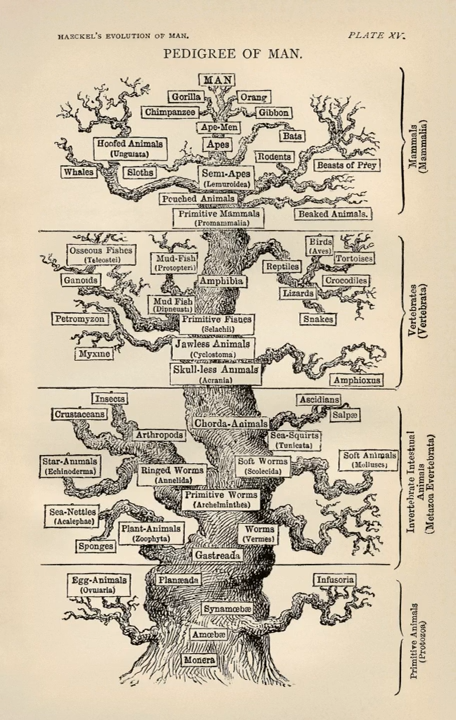 HAECKEL'S EVOLUTION OF MAN.
PLATE XV.
PEDIGREE OF MAN.
MAN
Gorilla
Orang
Chimpanzee
Gibbon
Ape-Men
Bats
Apes
Hoofed Animals
(Ungulata)
Rodents
Beasts of Prey
Whales
Sloths
Semi-Apes
(Lemuroidea)
Pouched Animals
Primitive Mammals
(Promammalia)
Beaked Animals.
Mammals
(Mammalia)
Osseous Fishes
(Teleostei)
Mud-Fish
(Protopteri)
Birds
(Aves)
Tortoises
Reptiles
Ganoids
Amphibia
Crocodiles
Lizards
Mud Fish
(Dipneusti)
Petromyzon
Primitive Fishes
(Selachii)
Snakes
Myxine
Jawless Animals
(Cyclostoma)
Skull-less Animals
(Acrania)
Amphioxus
Vertebrates
(Vertebrata)
Insects
Ascidians
Crustaceans
Salpæ
Chorda-Animals
Arthropods
Sea-Squirts
(Tunicata)
Star-Animals
(Echinoderma)
Ringed Worms
(Annelida)
Soft Worms
(Scolecida)
Soft Animals
(Molluscs)
Primitive Worms
(Archelminthes)
Sea-Nettles
(Acalephae)
Plant-Animals
(Zoophyta)
Worms
(Vermes)
Sponges
Gastreada
Invertebrate Intestinal
Animals
(Metazoa Evertebrata)
Egg-Animals
(Ovularia)
Planæada
Infusoria
Synamœbæ
Amœbæ
Monera
Primitive Animals
(Protozoa)